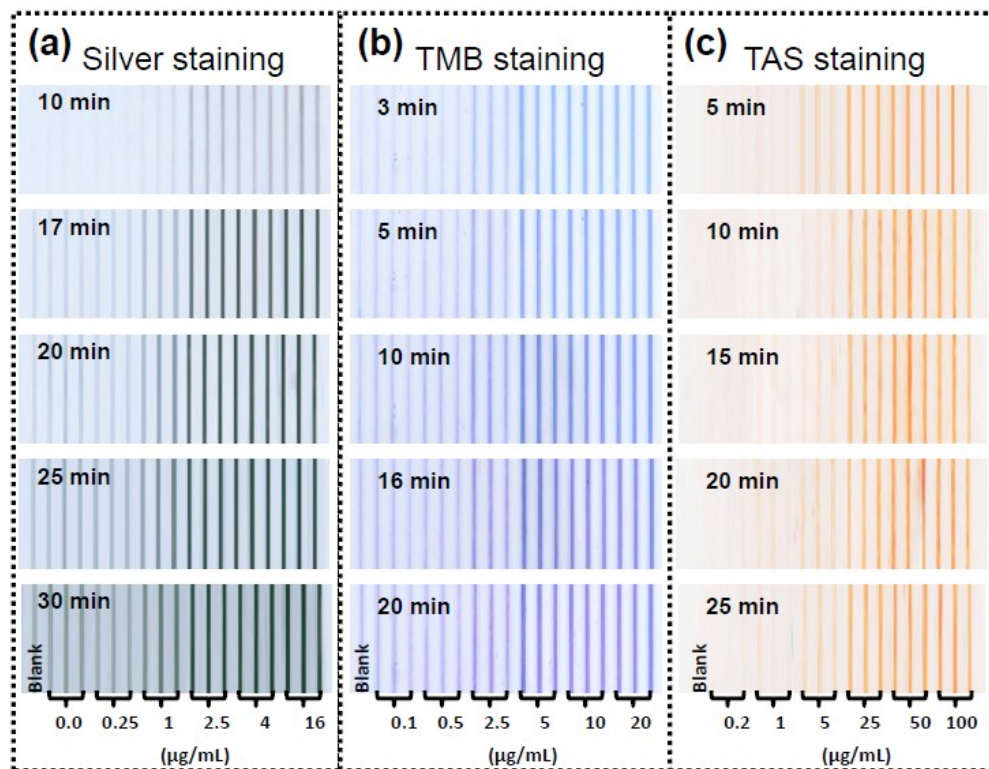 (a) Silver staining
10 min
17 min
20 min
25 min
30 min
Blank
0.0 0.25 1 2.5 4 16
(µg/mL)
(b) TMB staining
3 min
5 min
10 min
16 min
20 min
Blank
0.1 0.5 2.5 5 10 20
(µg/mL)
(c) TAS staining
5 min
10 min
15 min
20 min
25 min
Blank
0.2 1 5 25 50 100
(µg/mL)